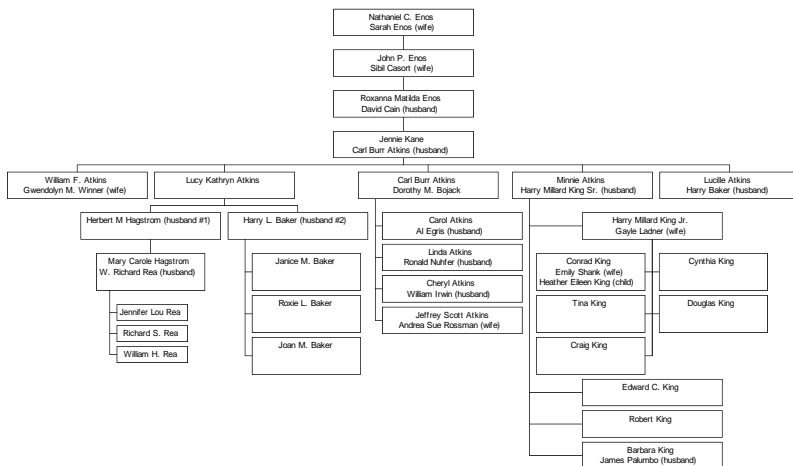 Nathaniel C. Enos
Sarah Enos (wife)
John P. Enos
Sibil Casort (wife)
Roxanna Matilda Enos
David Cain (husband)
Jennie Kane
Carl Burr Atkins (husband)
William F. Atkins
Gwendolyn M. Winner (wife)
Lucy Kathryn Atkins
Carl Burr Atkins
Dorothy M. Bojack
Minnie Atkins
Harry Millard King Sr. (husband)
Lucille Atkins
Harry Baker (husband)
Herbert M Hagstrom (husband #1)
Harry L. Baker (husband #2)
Carol Atkins
Al Egris (husband)
Harry Millard King Jr.
Gayle Ladner (wife)
Mary Carole Hagstrom
W. Richard Rea (husband)
Janice M. Baker
Linda Atkins
Ronald Nuhfer (husband)
Conrad King
Emily Shank (wife)
Heather Eileen King (child)
Cynthia King
Jennifer Lou Rea
Roxie L. Baker
Cheryl Atkins
William Irwin (husband)
Tina King
Douglas King
Richard S. Rea
Jeffrey Scott Atkins
Andrea Sue Rossman (wife)
William H. Rea
Joan M. Baker
Craig King
Edward C. King
Robert King
Barbara King
James Palumbo (husband)